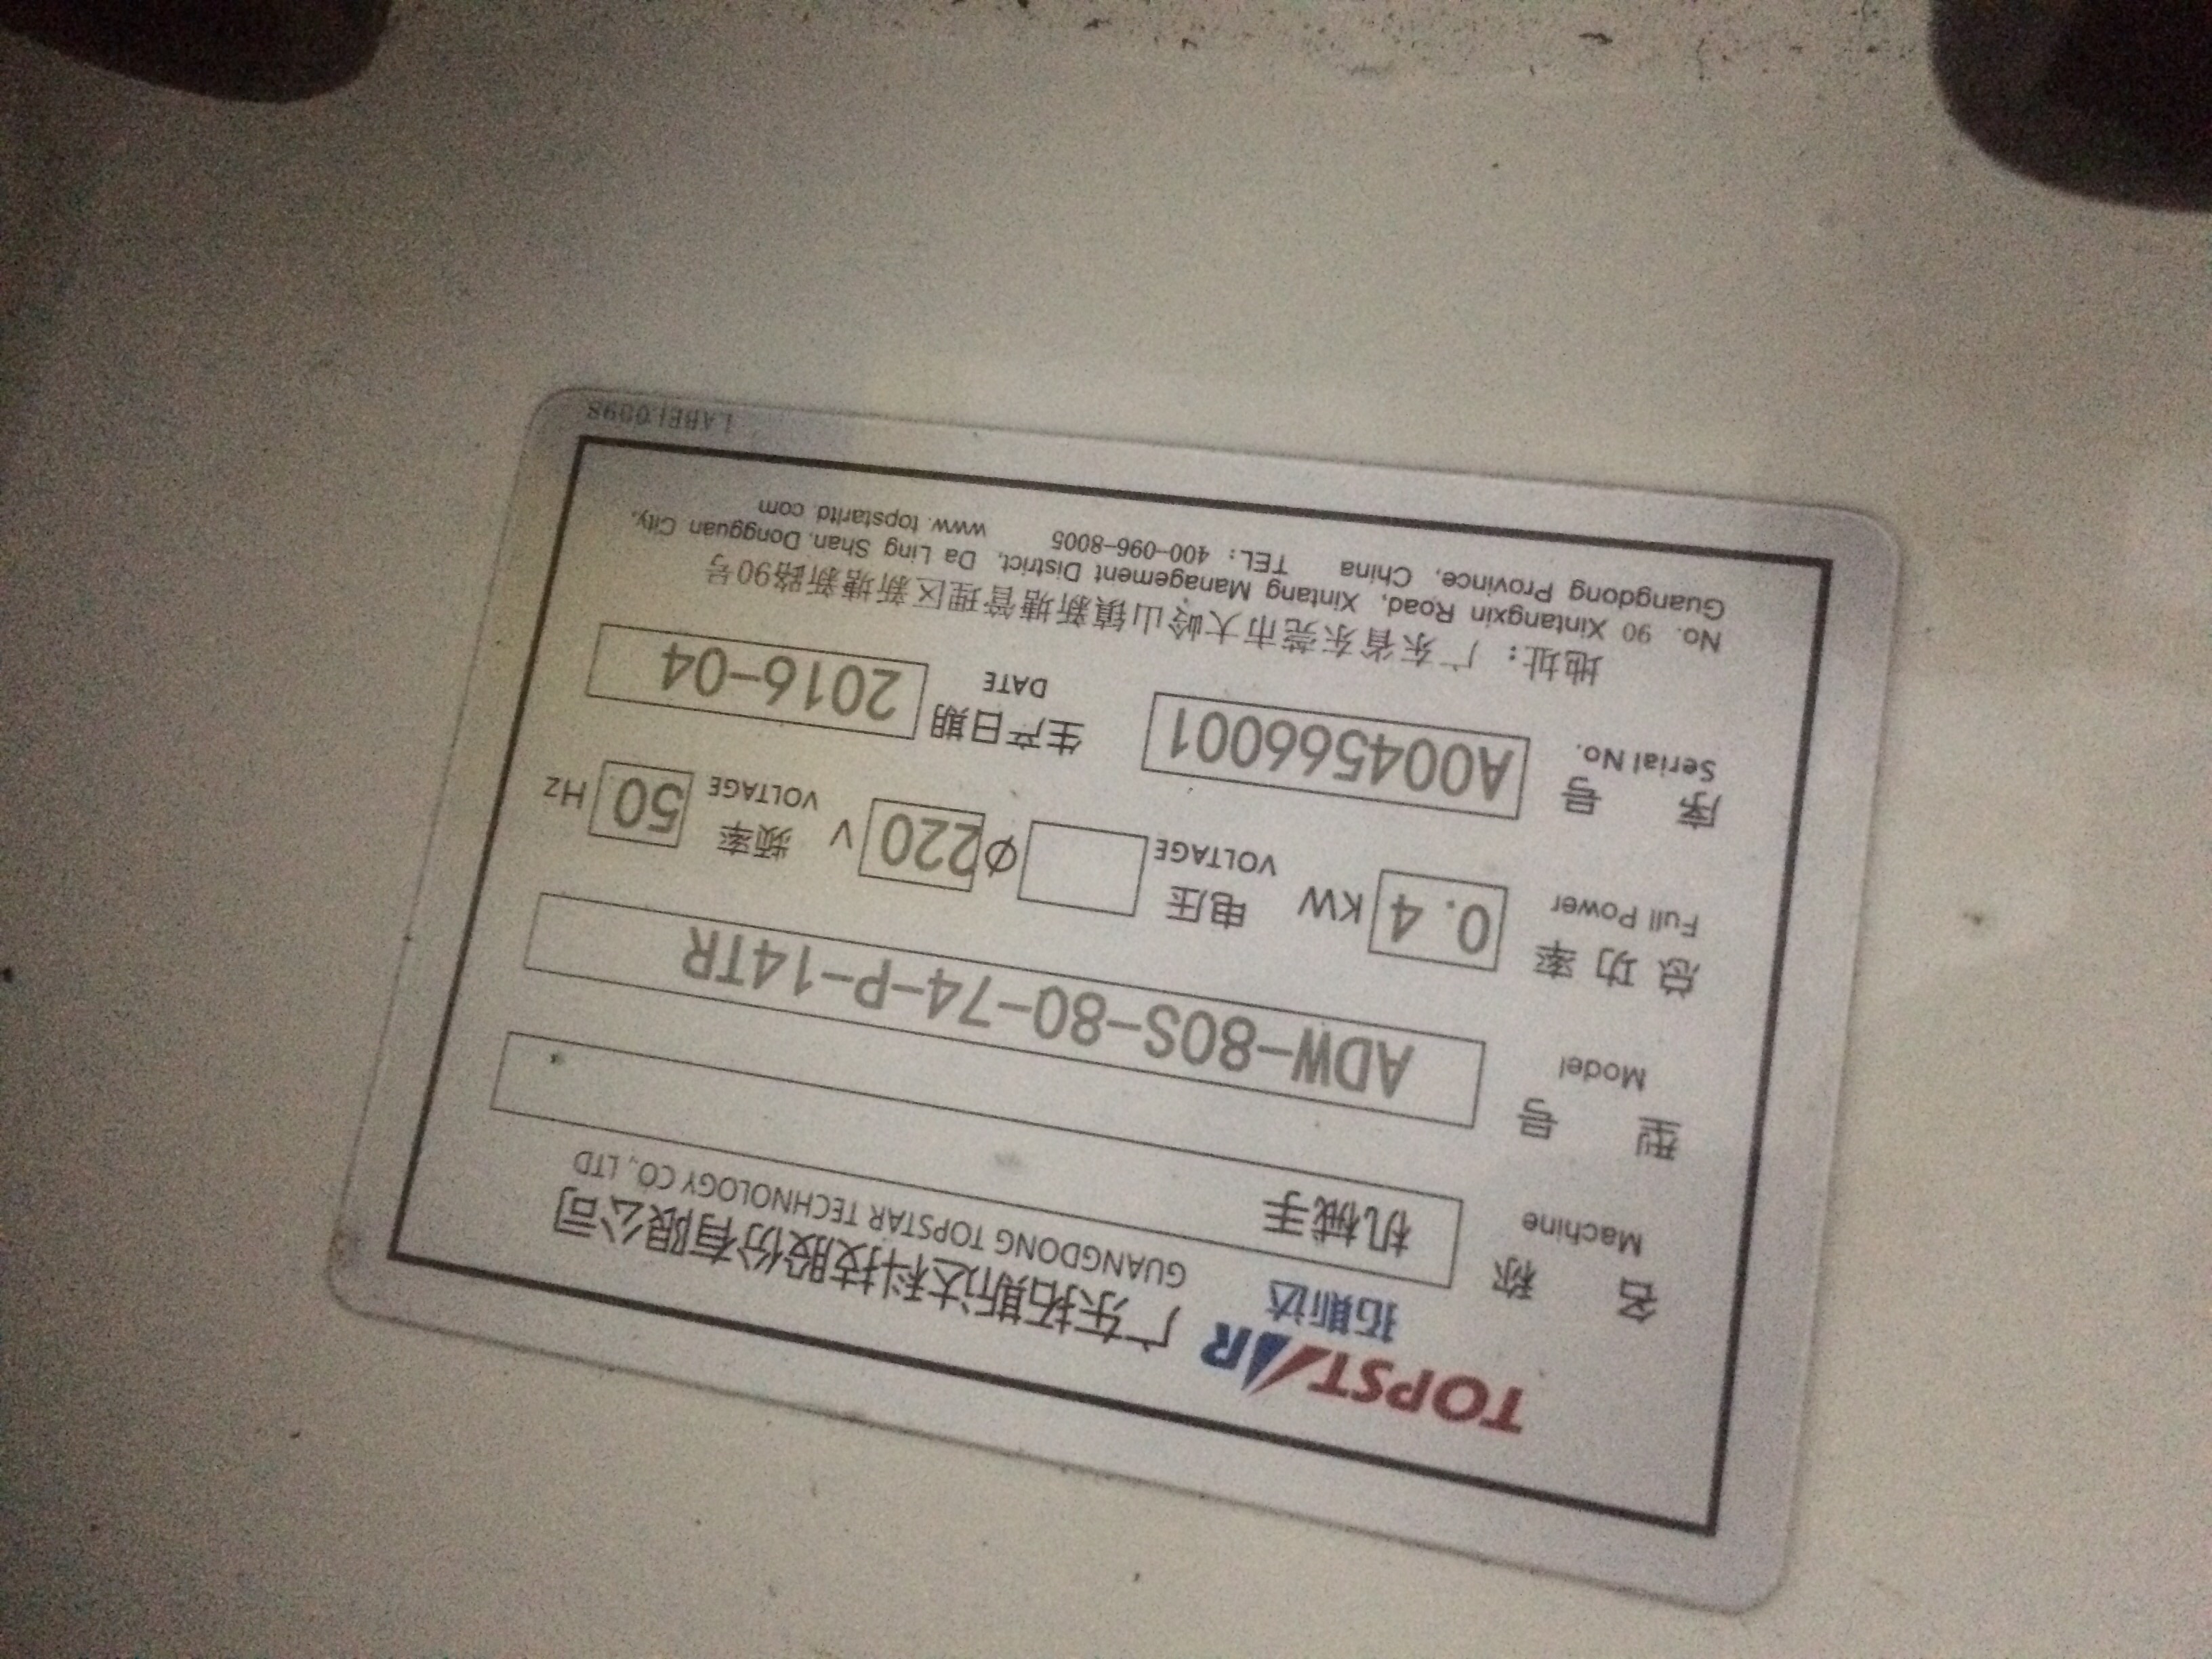 TOPSTAR 广东拓斯达科技股份有限公司
拓斯达 GUANGDONG TOPSTAR TECHNOLOGY CO., LTD
名 称 机械手
Machine
型 号 ADW-80S-80-74-P-14TR
Model
总 功 率 0.4 KW 电压 Φ 220 V 频率 50 HZ
Full Power VOLTAGE VOLTAGE
序 号 A004566001 生产日期 2016-04
Serial No. DATE
地址: 广东省东莞市大岭山镇新塘管理区新塘新路90号
No. 90 Xintangxin Road, Xintang Management District, Da Ling Shan, Dongguan City,
Guangdong Province, China TEL: 400-096-8005 www.topstarltd.com
LABEL0098